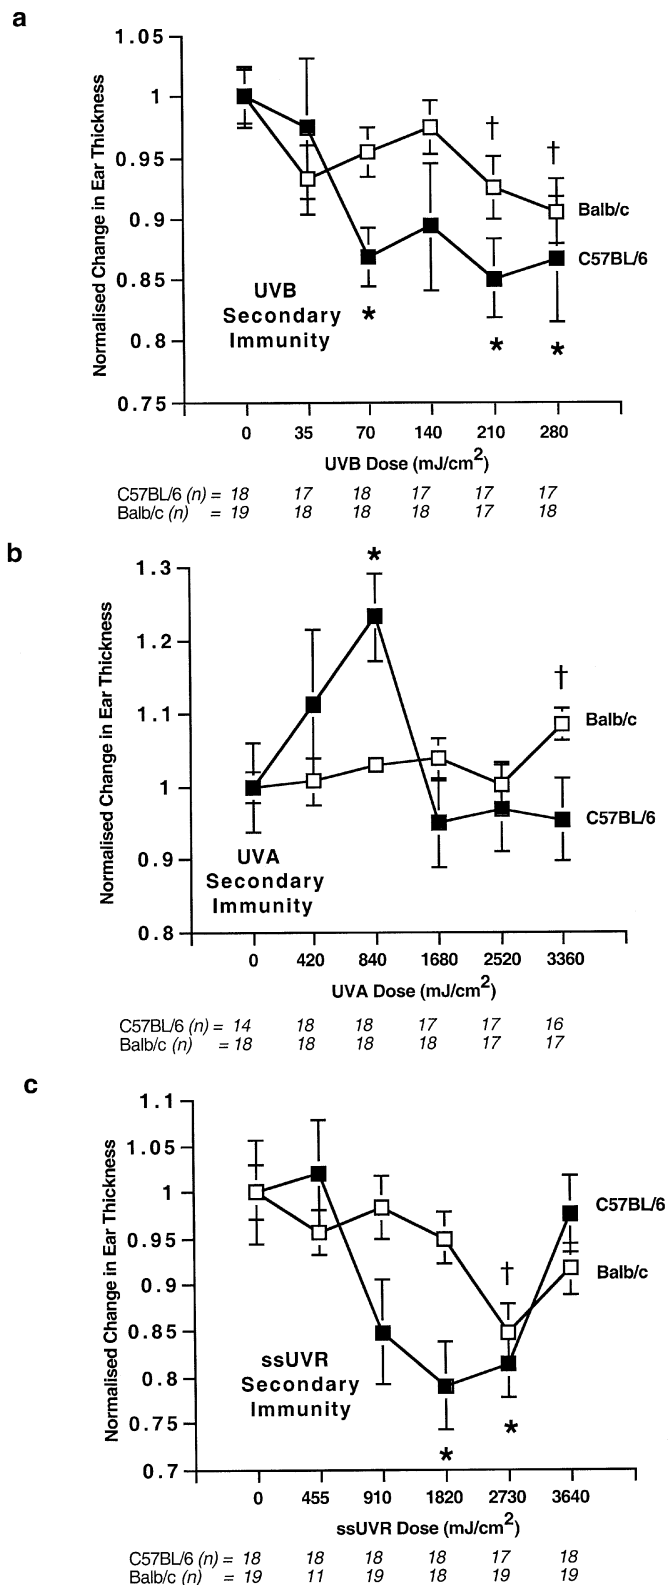 a
1.05
1
0.95
0.9
0.85
0.8
0.75
Normalised Change in Ear Thickness
†
†
Balb/c
C57BL/6
UVB
Secondary
Immunity
*
*
*
0 35 70 140 210 280
UVB Dose (mJ/cm2)
C57BL/6 (n) = 18 17 18 17 17 17
Balb/c (n) = 19 18 18 18 17 18
b
1.3
1.2
1.1
1
0.9
0.8
Normalised Change in Ear Thickness
*
†
Balb/c
C57BL/6
UVA
Secondary
Immunity
0 420 840 1680 2520 3360
UVA Dose (mJ/cm2)
C57BL/6 (n) = 14 18 18 17 17 16
Balb/c (n) = 18 18 18 18 17 17
c
1.1
1.05
1
0.95
0.9
0.85
0.8
0.75
0.7
Normalised Change in Ear Thickness
C57BL/6
†
Balb/c
ssUVR
Secondary
Immunity
*
*
0 455 910 1820 2730 3640
ssUVR Dose (mJ/cm2)
C57BL/6 (n) = 18 18 18 18 17 18
Balb/c (n) = 19 11 19 18 19 19